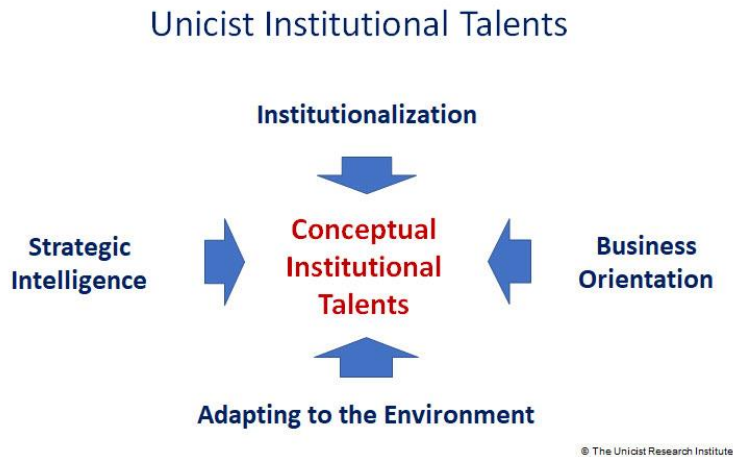 Unicist Institutional Talents
Institutionalization
Strategic
Intelligence
Conceptual
Institutional
Talents
Business
Orientation
Adapting to the Environment
© The Unicist Research Institute